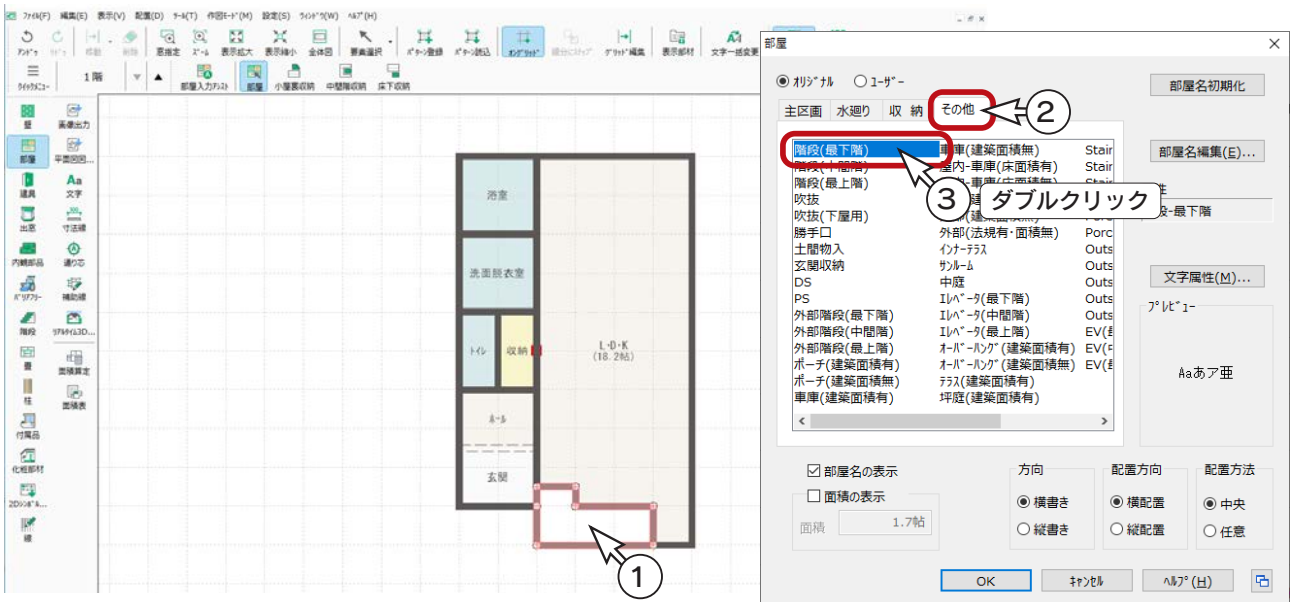 ﾌｧｲﾙ(F) 編集(E) 表示(V) 配置(D) ﾂｰﾙ(T) 作図ﾓｰﾄﾞ(M) 設定(S) ｳｨﾝﾄﾞｳ(W) ﾍﾙﾌﾟ(H)
ｱﾝﾄﾞｩ ﾘﾄﾞｩ 移動 削除 窓指定 ｽﾞｰﾑ 表示拡大 表示縮小 全体図 要素選択 ﾊﾟﾀｰﾝ登録 ﾊﾟﾀｰﾝ読込 ｵﾝｸﾞﾘｯﾄﾞ 線分にｽﾅｯﾌﾟ ｸﾞﾘｯﾄﾞ編集 表示部材 文字一括変更
ｸｲｯｸﾒﾆｭｰ 1 階 部屋入力ｱｼｽﾄ 部屋 小屋裏収納 中間階収納 床下収納
壁 画像出力
部屋 平面図図...
建具 文字
出窓 寸法線
内観部品 通り芯
ﾊﾞﾘｱﾌﾘｰ 補助線
階段 ﾘｱﾙﾀｲﾑ3D...
畳 面積算定
柱 面積表
付属品
化粧部材
2Dｼﾝﾎﾞﾙ...
線
浴室
洗面脱衣室
ﾄｲﾚ
収納
L・D・K
(18.2帖)
ﾎｰﾙ
玄関
1
部屋
ｵﾘｼﾞﾅﾙ ﾕｰｻﾞｰ
部屋名初期化
主区画 水廻り 収 納 その他
2
階段(最下階) 車庫(建築面積無) Stair
階段(中間階) 屋内-車庫(床面積有) Stair
階段(最上階) Stair
吹抜
吹抜(下屋用)
勝手口 外部(法規有･面積無) Porc
土間物入 ｲﾝﾅｰﾃﾗｽ Outs
玄関収納 ｻﾝﾙｰﾑ Outs
DS 中庭 Outs
PS ｴﾚﾍﾞｰﾀ(最下階) Outs
外部階段(最下階) ｴﾚﾍﾞｰﾀ(中間階) Outs
外部階段(中間階) ｴﾚﾍﾞｰﾀ(最上階) EV(
外部階段(最上階) ｵｰﾊﾞｰﾊﾝｸﾞ(建築面積有) EV(
ポーチ(建築面積有) ｵｰﾊﾞｰﾊﾝｸﾞ(建築面積無) EV(
ポーチ(建築面積無) ﾃﾗｽ(建築面積有)
車庫(建築面積有) 坪庭(建築面積有)
3 ダブルクリック
部屋名編集(E)...
性
段-最下階
文字属性(M)...
ﾌﾟﾚﾋﾞｭｰ
Aaあア亜
部屋名の表示
面積の表示
面積 1.7帖
方向
横書き
縦書き
配置方向
横配置
縦配置
配置方法
中央
任意
OK ｷｬﾝｾﾙ ﾍﾙﾌﾟ(H)